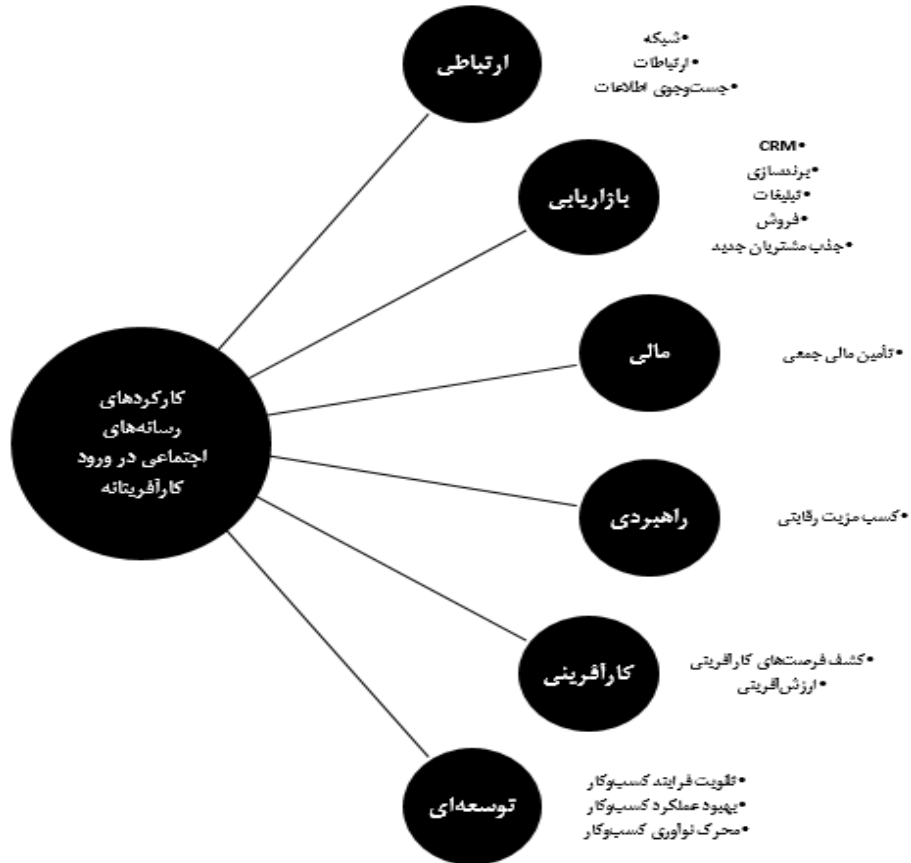 ارتباطی
•شبکه
•ارتباطات
•جست‌وجوی اطلاعات
بازاریابی
•CRM
•برندسازی
•تبلیغات
•فروش
•جذب مشتریان جدید
مالی
•تأمین مالی جمعی
کارکردهای
رسانه‌های
اجتماعی در ورود
کارآفرینانه
راهبردی
•کسب مزیت رقابتی
کارآفرینی
•کشف فرصت‌های کارآفرینی
•ارزش‌آفرینی
توسعه‌ای
•تقویت فرایند کسب‌وکار
•بهبود عملکرد کسب‌وکار
•محرک نوآوری کسب‌وکار